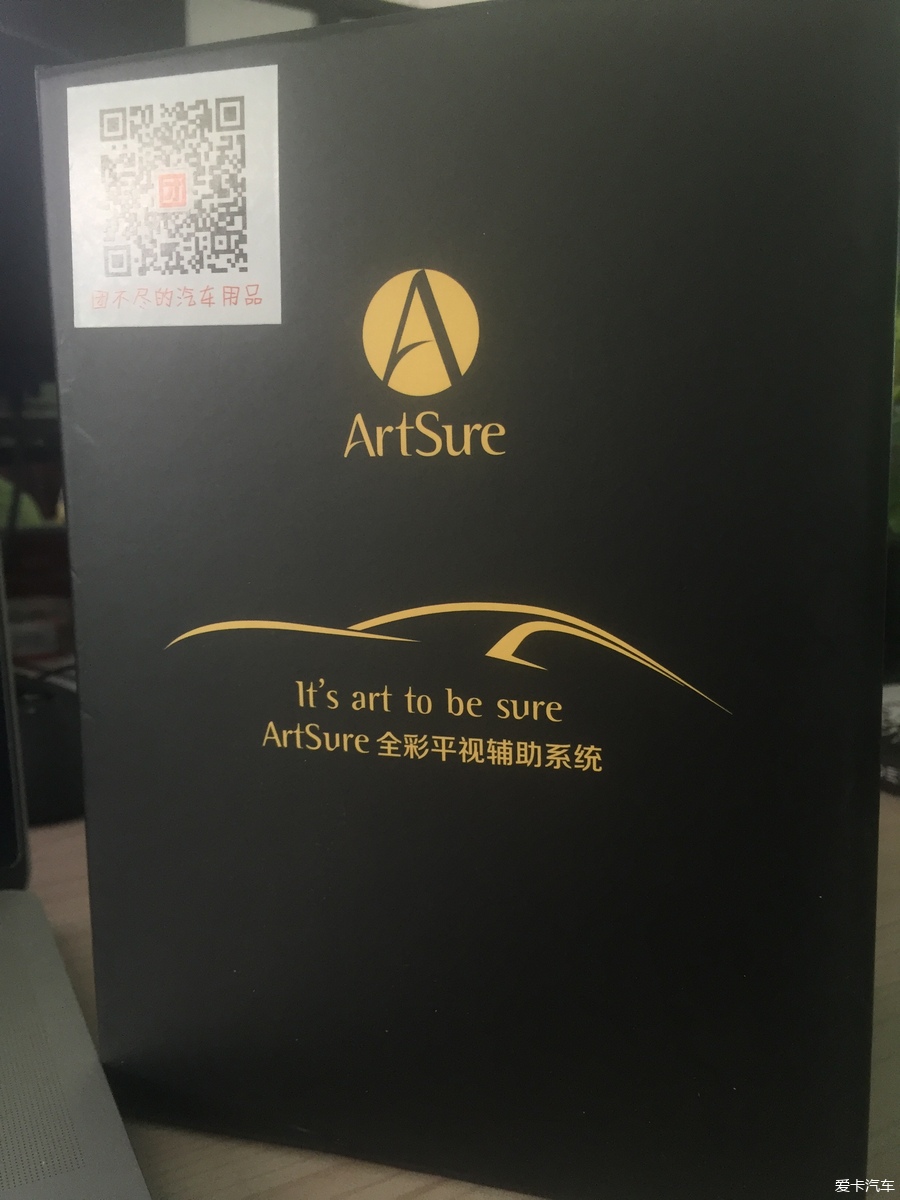 团
团不尽的汽车用品
ArtSure
It's art to be sure
ArtSure 全彩平视辅助系统
爱卡汽车